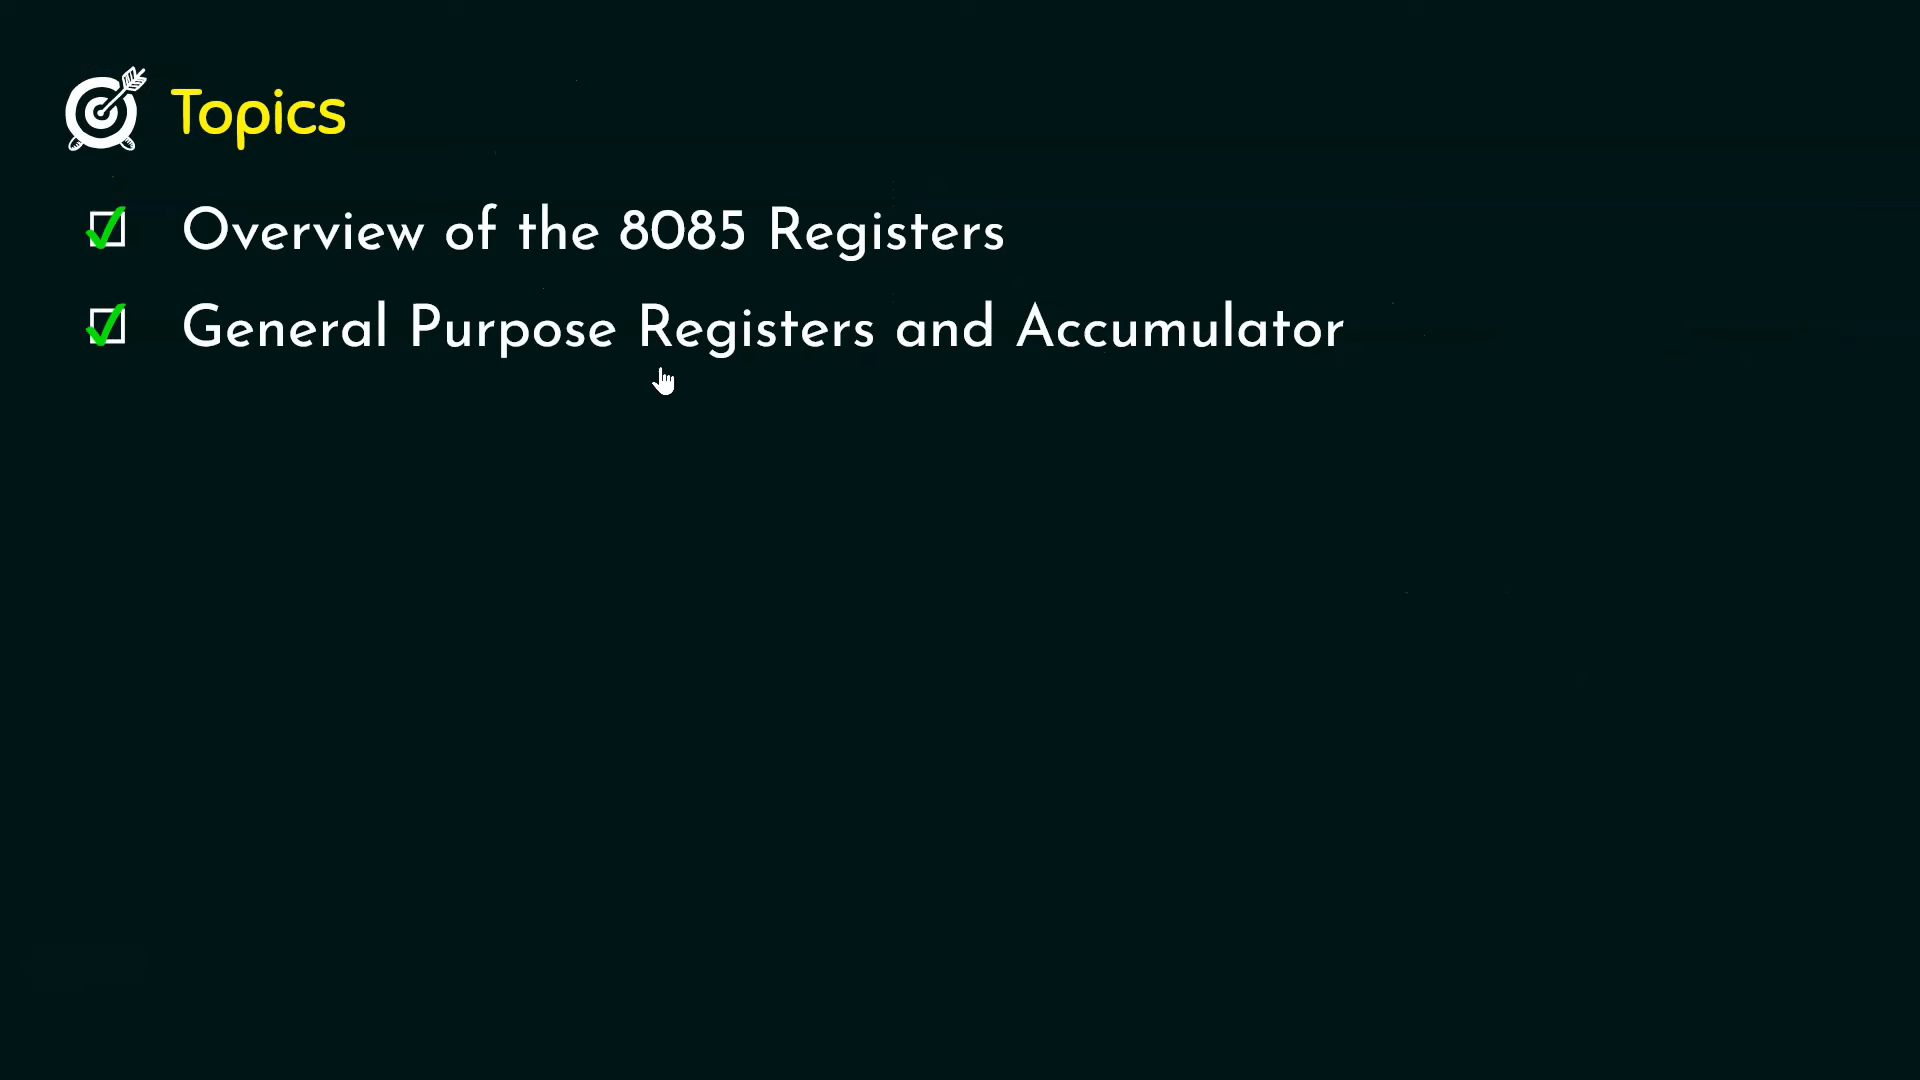 Topics
Overview of the 8085 Registers
General Purpose Registers and Accumulator